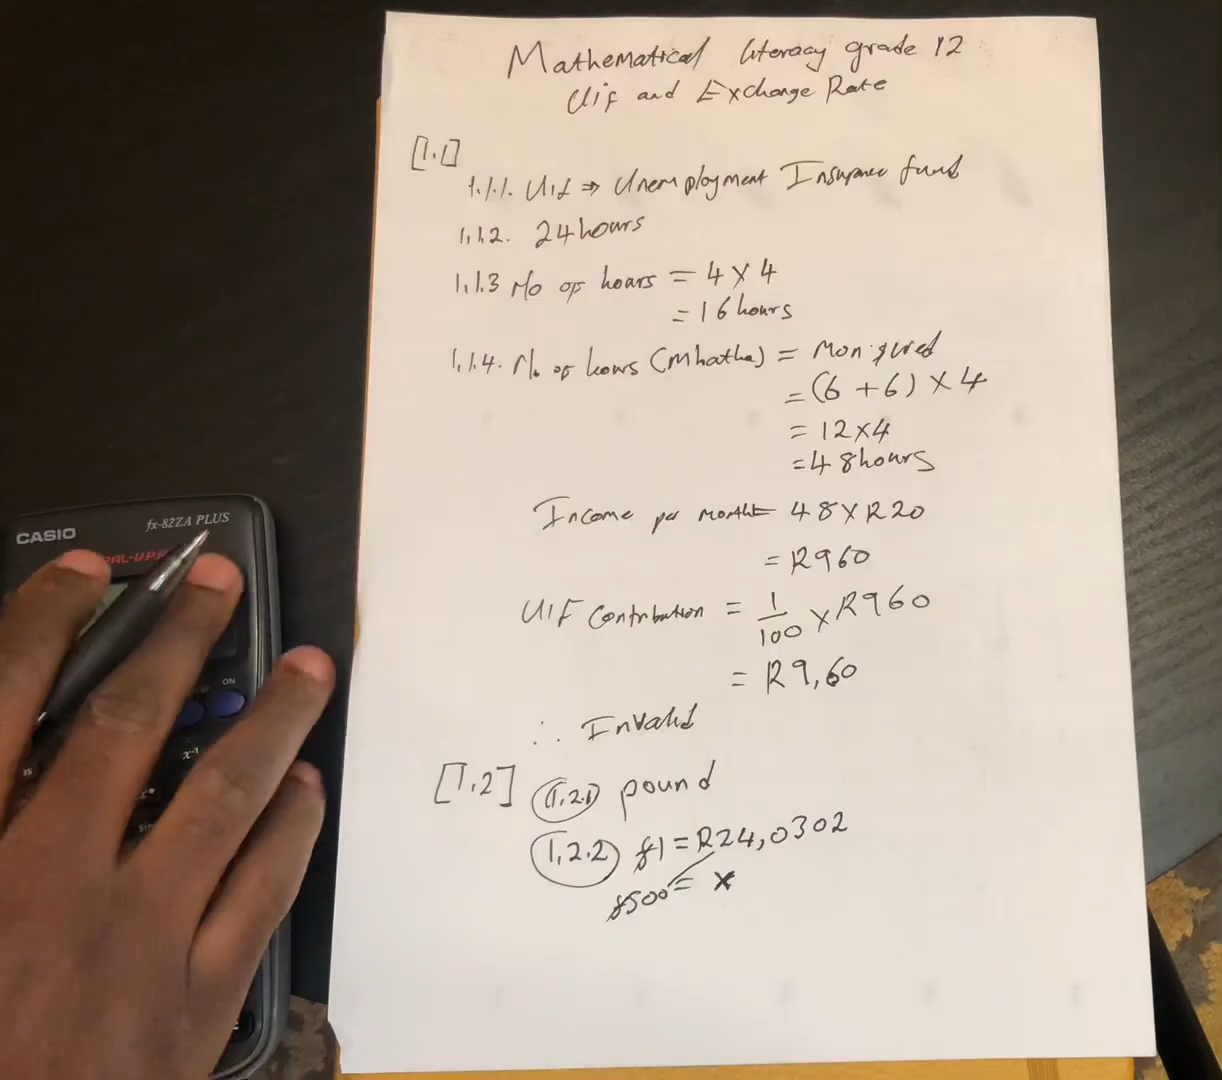 Mathematical literacy grade 12
Uif and Exchange Rate
[1.1]
1.1.1. Uif ⇒ Unemployment Insurance fund
1.1.2. 24 hours
1.1.3 No of hours = 4 x 4
= 16 hours
1.1.4. No of hours (Mhatha) = Mon & wed
= (6 + 6) x 4
= 12 x 4
= 48 hours
Income per month = 48 x R20
= R960
UIF Contribution = 1/100 x R960
= R9,60
∴ Invalid
[1,2] (1,2.1) pound
(1,2.2) £1 = R24,0302
£500 = x
CASIO
fx-82ZA PLUS
ON
x⁻¹